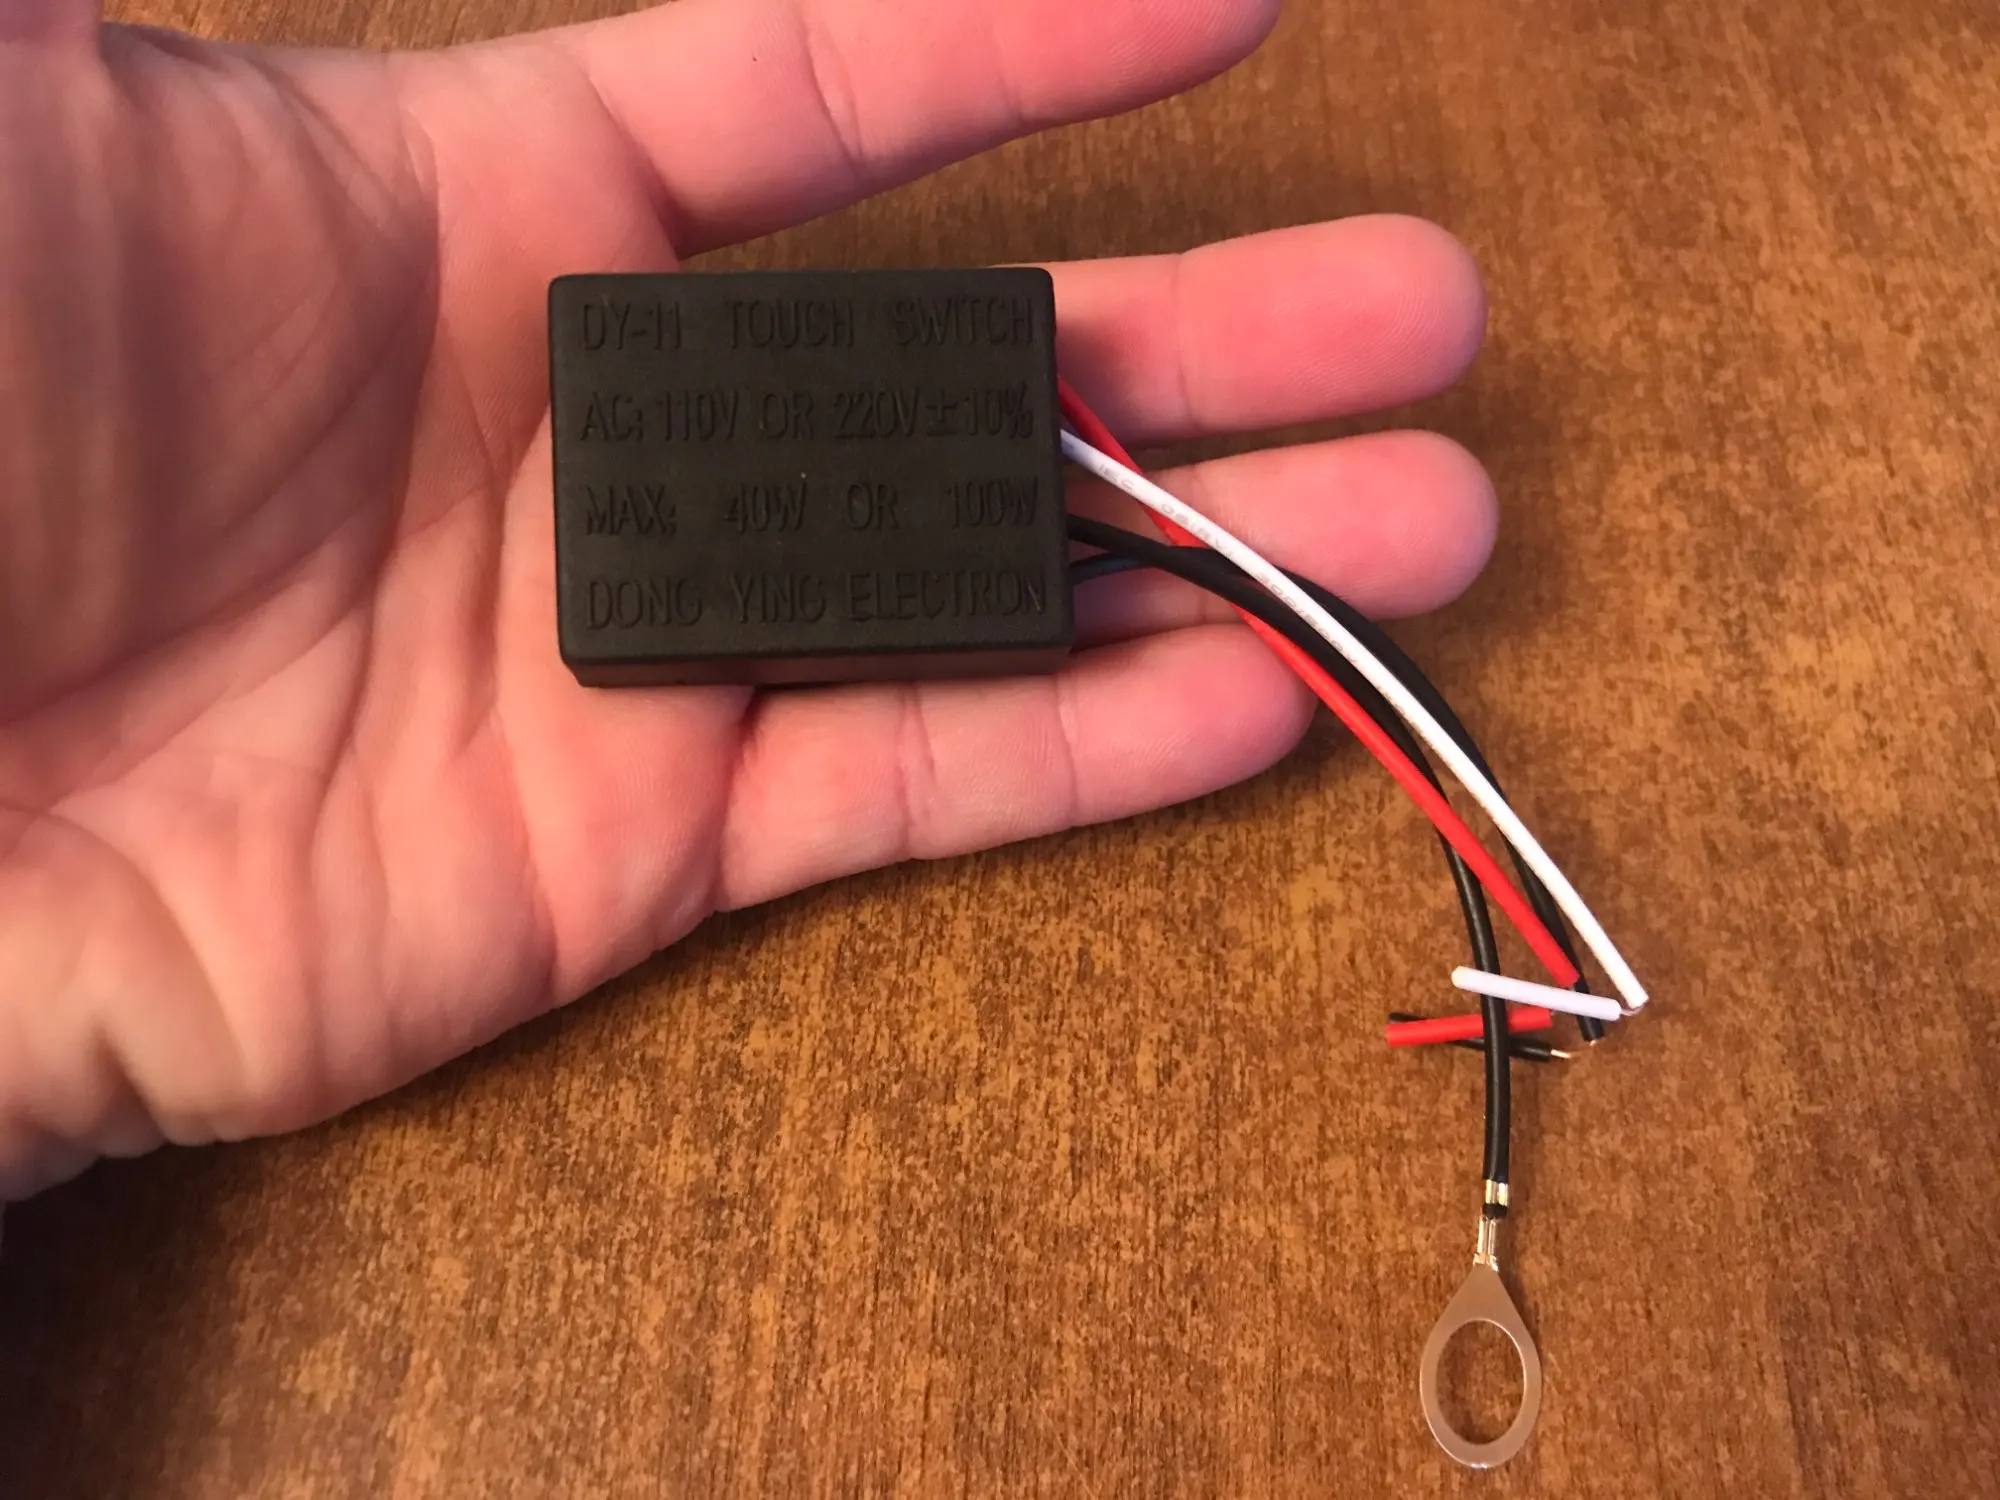 DY-11 TOUCH SWITCH
AC: 110V OR 220V±10%
MAX: 40W OR 100W
DONG YING ELECTRON